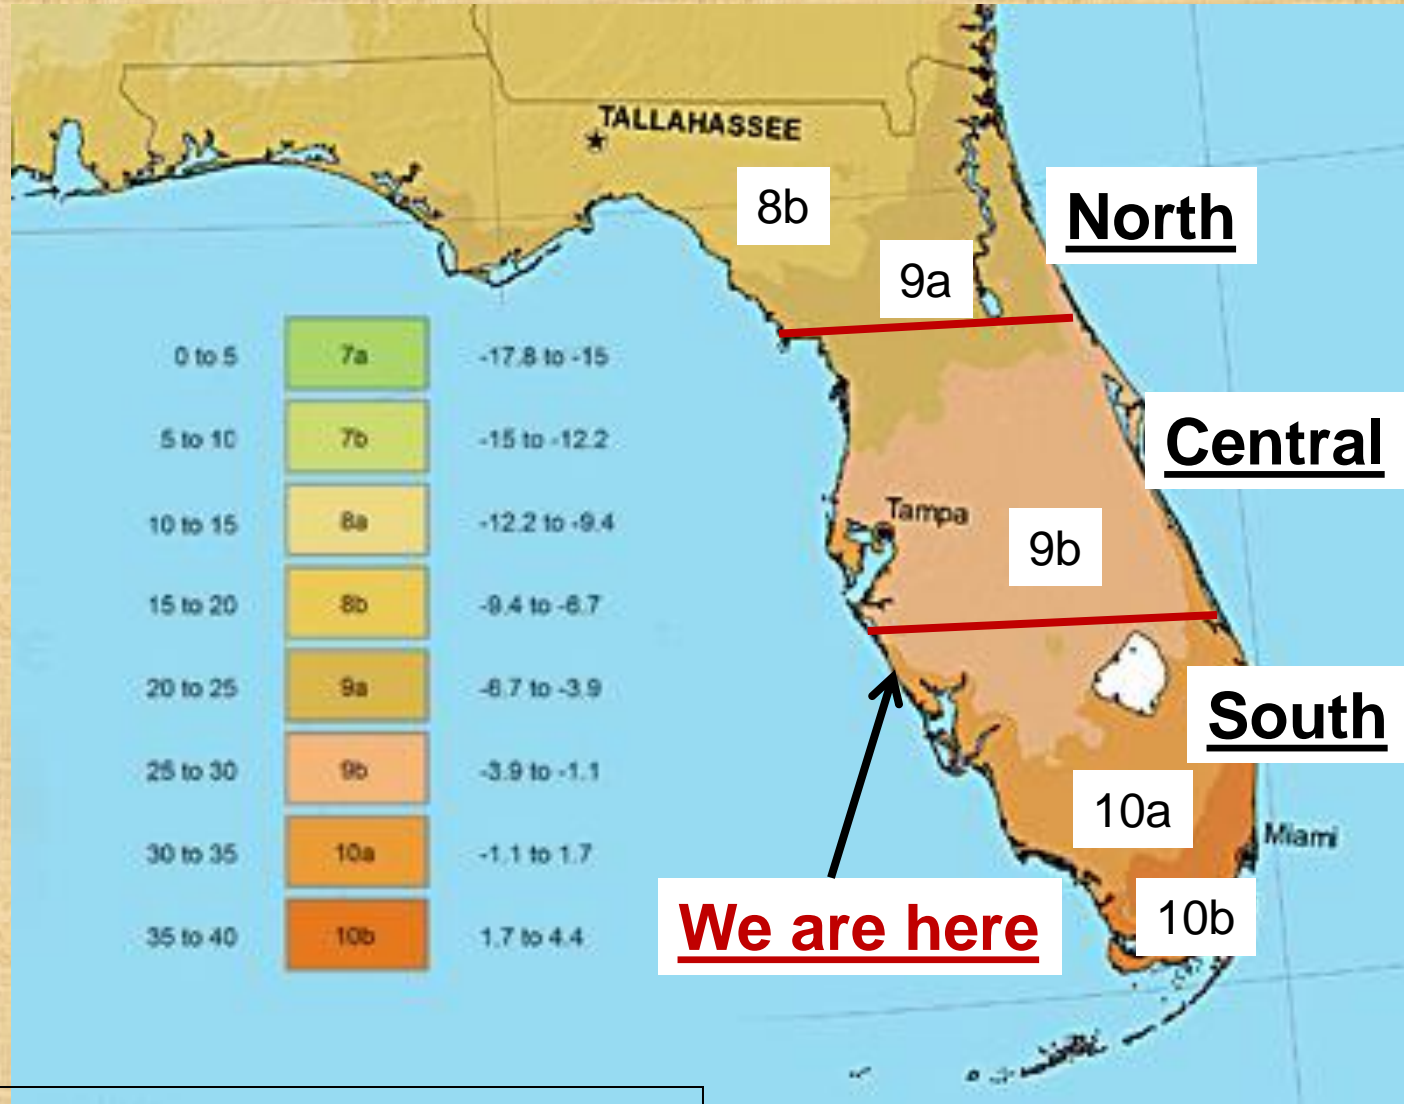 TALLAHASSEE
8b
North
9a
0 to 5 7a -17.8 to -15
5 to 10 7b -15 to -12.2
10 to 15 8a -12.2 to -9.4
15 to 20 8b -9.4 to -6.7
20 to 25 9a -6.7 to -3.9
25 to 30 9b -3.9 to -1.1
30 to 35 10a -1.1 to 1.7
35 to 40 10b 1.7 to 4.4
Central
Tampa
9b
South
10a
Miami
We are here
10b